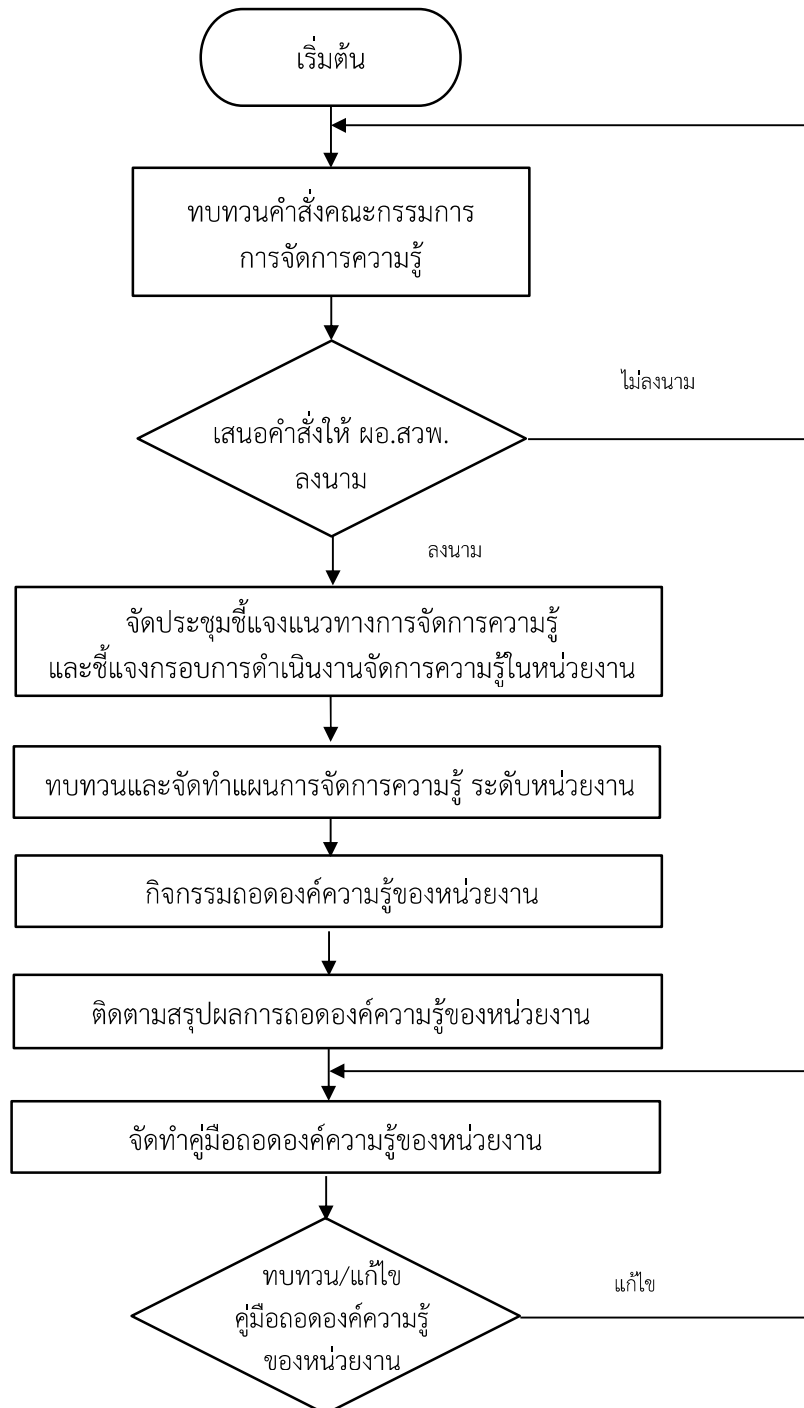 เริ่มต้น
ทบทวนคำสั่งคณะกรรมการ
การจัดการความรู้
ไม่ลงนาม
เสนอคำสั่งให้ ผอ.สวพ.
ลงนาม
ลงนาม
จัดประชุมชี้แจงแนวทางการจัดการความรู้
และชี้แจงกรอบการดำเนินงานจัดการความรู้ในหน่วยงาน
ทบทวนและจัดทำแผนการจัดการความรู้ ระดับหน่วยงาน
กิจกรรมถอดองค์ความรู้ของหน่วยงาน
ติดตามสรุปผลการถอดองค์ความรู้ของหน่วยงาน
จัดทำคู่มือถอดองค์ความรู้ของหน่วยงาน
ทบทวน/แก้ไข
คู่มือถอดองค์ความรู้
ของหน่วยงาน
แก้ไข